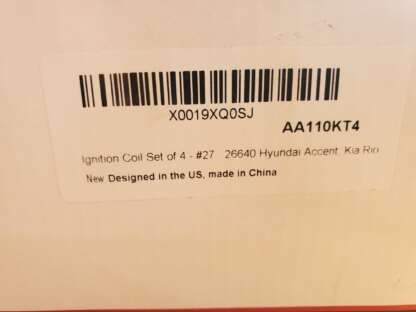 X0019XQ0SJ
AA110KT4
Ignition Coil Set of 4 - #27 26640 Hyundai Accent, Kia Rio
New Designed in the US, made in China